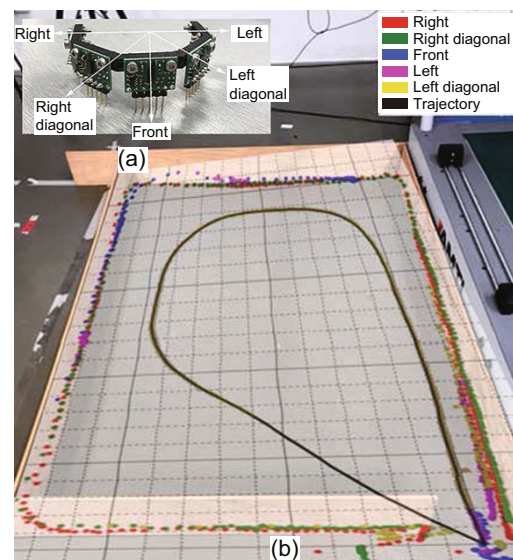 Right
Left
Left
diagonal
Right
diagonal
Front
(a)
Right
Right diagonal
Front
Left
Left diagonal
Trajectory
(b)